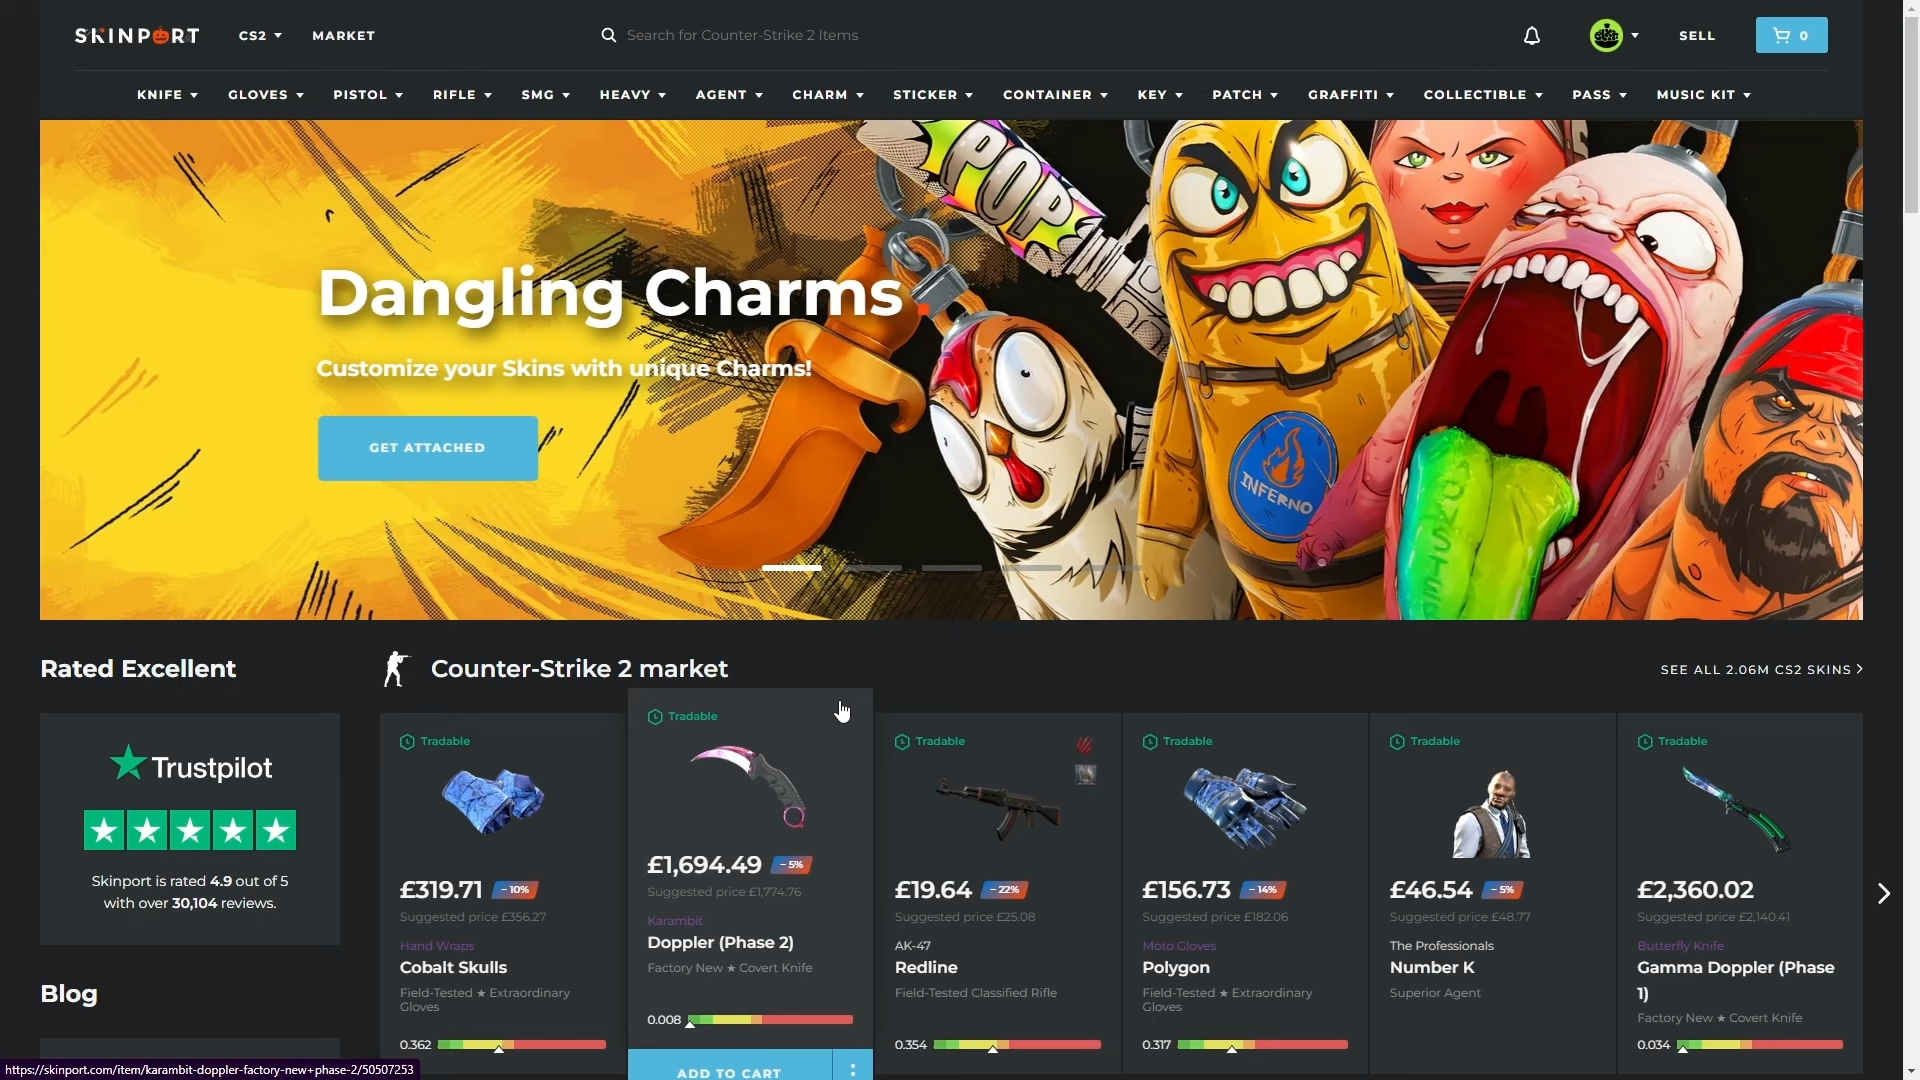 SKINPORT
CS2
MARKET
Search for Counter-Strike 2 Items
SELL
0
KNIFE
GLOVES
PISTOL
RIFLE
SMG
HEAVY
AGENT
CHARM
STICKER
CONTAINER
KEY
PATCH
GRAFFITI
COLLECTIBLE
PASS
MUSIC KIT
POP
Dangling Charms.
Customize your Skins with unique Charms!
GET ATTACHED
INFERNO
Rated Excellent
Counter-Strike 2 market
SEE ALL 2.06M CS2 SKINS
Trustpilot
Skinport is rated 4.9 out of 5
with over 30,104 reviews.
Blog
Tradable
£319.71
- 10%
Suggested price £356.27
Hand Wraps
Cobalt Skulls
Field-Tested ★ Extraordinary
Gloves
0.362
Tradable
£1,694.49
- 5%
Suggested price £1,774.76
Karambit
Doppler (Phase 2)
Factory New ★ Covert Knife
0.008
ADD TO CART
Tradable
£19.64
- 22%
Suggested price £25.08
AK-47
Redline
Field-Tested Classified Rifle
0.354
Tradable
£156.73
- 14%
Suggested price £182.06
Moto Gloves
Polygon
Field-Tested ★ Extraordinary
Gloves
0.317
Tradable
£46.54
- 5%
Suggested price £48.77
The Professionals
Number K
Superior Agent
Tradable
£2,360.02
Suggested price £2,140.41
Butterfly Knife
Gamma Doppler (Phase
1)
Factory New ★ Covert Knife
0.034
https://skinport.com/item/karambit-doppler-factory-new+phase-2/50507253